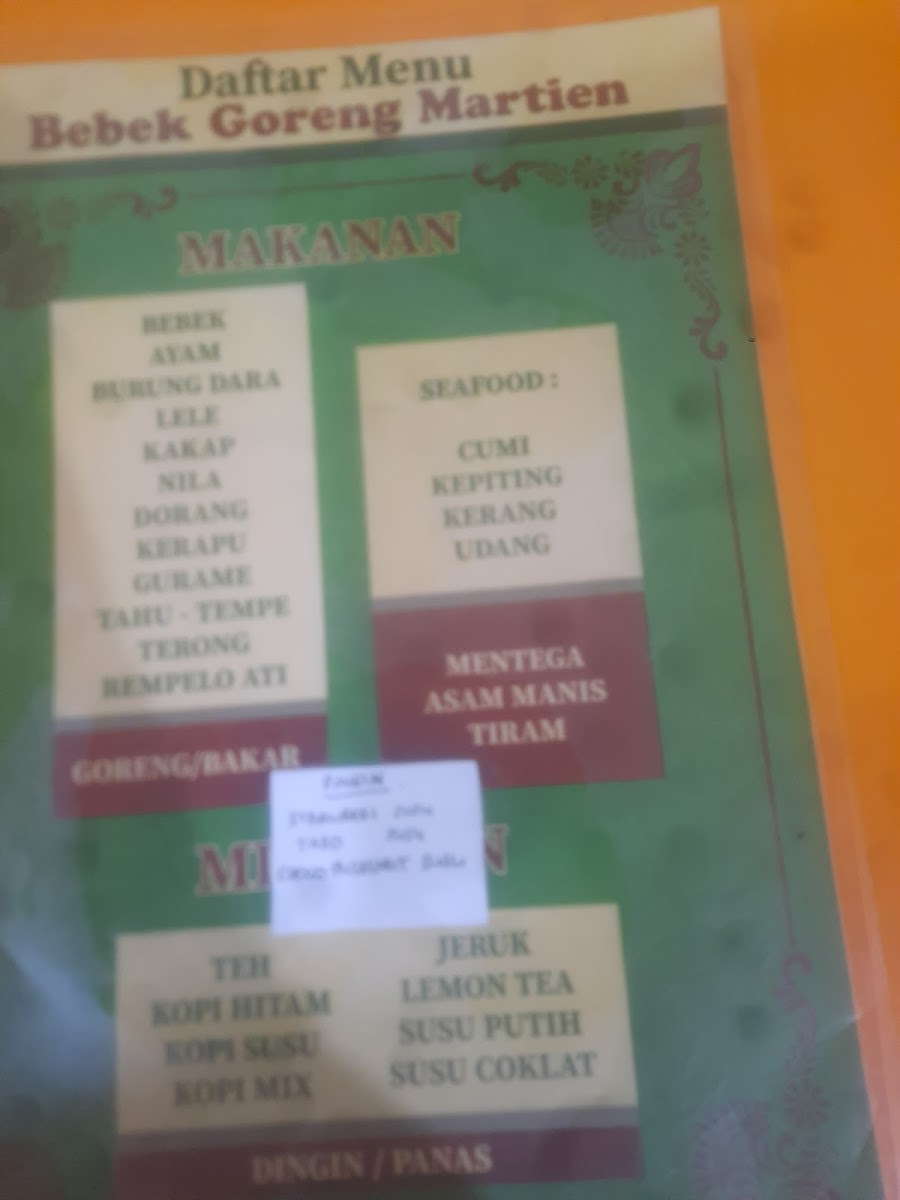 Daftar Menu
Bebek Goreng Martien
MAKANAN
BEBEK
AYAM
BURUNG DARA
LELE
KAKAP
NILA
DORANG
KERAPU
GURAME
TAHU - TEMPE
TERONG
REMPELO ATI
GORENG/BAKAR
SEAFOOD :
CUMI
KEPITING
KERANG
UDANG
MENTEGA
ASAM MANIS
TIRAM
TARO
TEH
KOPI HITAM
KOPI SUSU
KOPI MIX
JERUK
LEMON TEA
SUSU PUTIH
SUSU COKLAT
DINGIN / PANAS